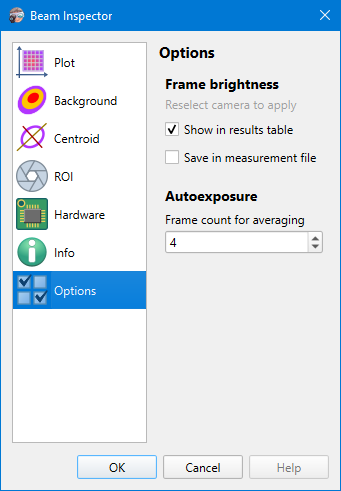 Beam Inspector
Plot
Background
Centroid
ROI
Hardware
Info
Options
Options
Frame brightness
Reselect camera to apply
Show in results table
Save in measurement file
Autoexposure
Frame count for averaging
4
OK
Cancel
Help